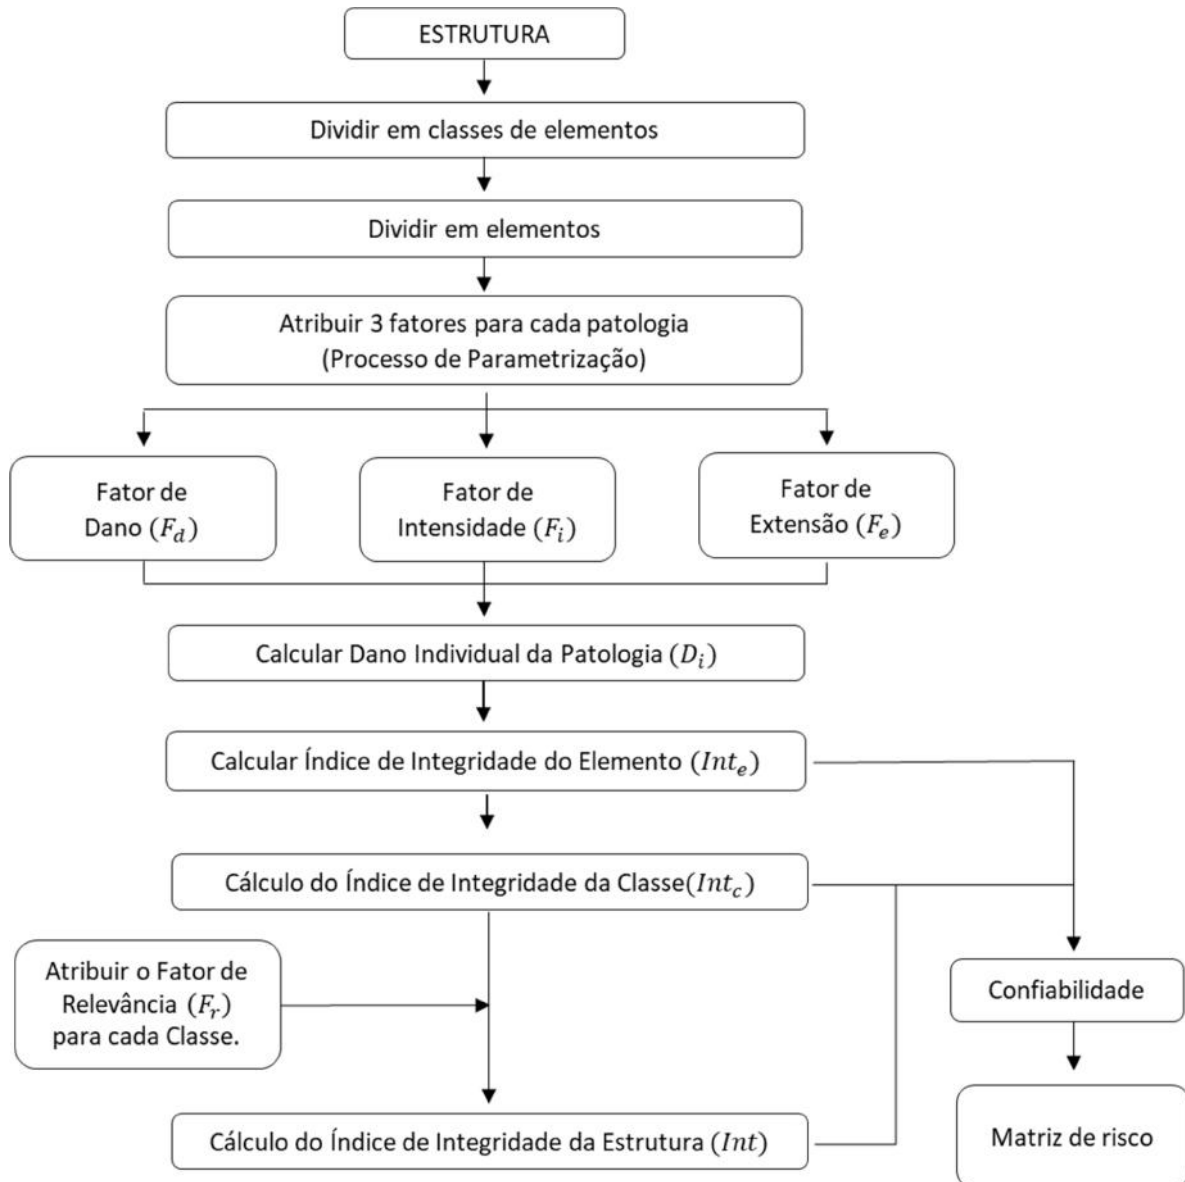 ESTRUTURA
Dividir em classes de elementos
Dividir em elementos
Atribuir 3 fatores para cada patologia
(Processo de Parametrização)
Fator de
Dano (F_d)
Fator de
Intensidade (F_i)
Fator de
Extensão (F_e)
Calcular Dano Individual da Patologia (D_i)
Calcular Índice de Integridade do Elemento (Int_e)
Cálculo do Índice de Integridade da Classe(Int_c)
Atribuir o Fator de
Relevância (F_r)
para cada Classe.
Confiabilidade
Cálculo do Índice de Integridade da Estrutura (Int)
Matriz de risco